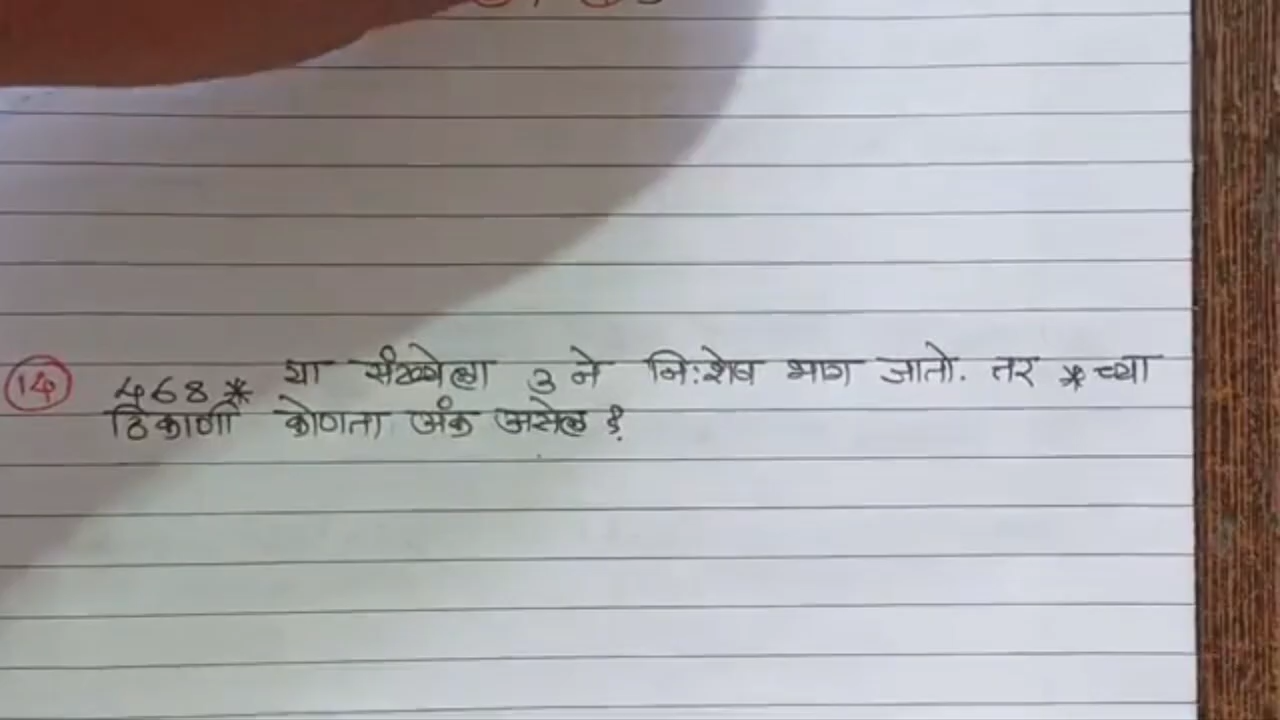 14 468* या संख्येला 3 ने नि:शेष भाग जातो. तर * च्या
ठिकाणी कोणता अंक असेल ?